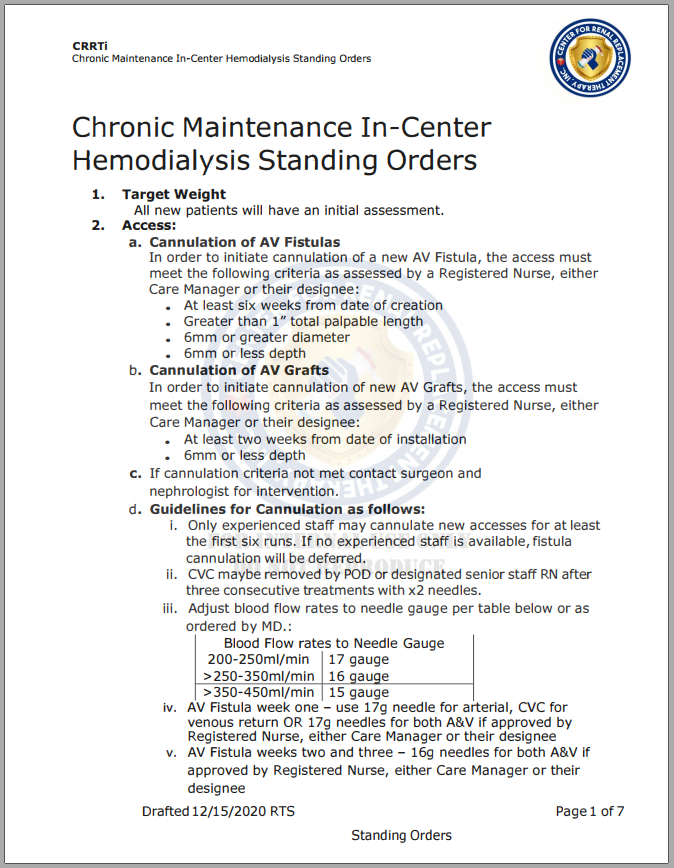 CRRTi
Chronic Maintenance In-Center Hemodialysis Standing Orders
CENTER FOR RENAL REPLACEMENT THERAPY, INC.
Chronic Maintenance In-Center
Hemodialysis Standing Orders
1. Target Weight
All new patients will have an initial assessment.
2. Access:
a. Cannulation of AV Fistulas
In order to initiate cannulation of a new AV Fistula, the access must
meet the following criteria as assessed by a Registered Nurse, either
Care Manager or their designee:
• At least six weeks from date of creation
• Greater than 1” total palpable length
• 6mm or greater diameter
• 6mm or less depth
b. Cannulation of AV Grafts
In order to initiate cannulation of new AV Grafts, the access must
meet the following criteria as assessed by a Registered Nurse, either
Care Manager or their designee:
• At least two weeks from date of installation
• 6mm or less depth
c. If cannulation criteria not met contact surgeon and
nephrologist for intervention.
d. Guidelines for Cannulation as follows:
i. Only experienced staff may cannulate new accesses for at least
the first six runs. If no experienced staff is available, fistula
cannulation will be deferred.
ii. CVC maybe removed by POD or designated senior staff RN after
three consecutive treatments with x2 needles.
iii. Adjust blood flow rates to needle gauge per table below or as
ordered by MD.:
Blood Flow rates to Needle Gauge
200-250ml/min 17 gauge
>250-350ml/min 16 gauge
>350-450ml/min 15 gauge
iv. AV Fistula week one – use 17g needle for arterial, CVC for
venous return OR 17g needles for both A&V if approved by
Registered Nurse, either Care Manager or their designee
v. AV Fistula weeks two and three – 16g needles for both A&V if
approved by Registered Nurse, either Care Manager or their
designee
Drafted 12/15/2020 RTS Page 1 of 7
Standing Orders
FOR INTERNAL USE ONLY
DO NOT REPRODUCE